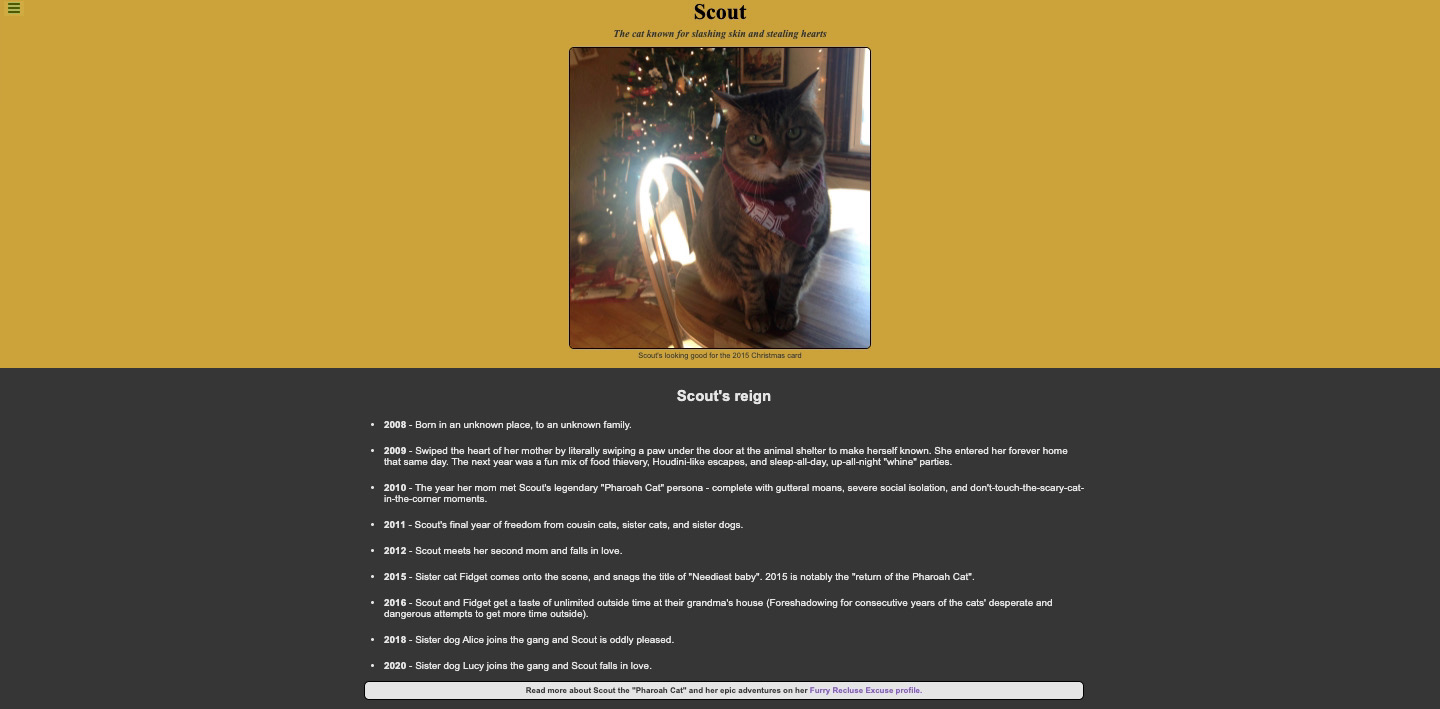 Scout
The cat known for slashing skin and stealing hearts
Scout's looking good for the 2015 Christmas card
Scout's reign
2008 - Born in an unknown place, to an unknown family.
2009 - Swiped the heart of her mother by literally swiping a paw under the door at the animal shelter to make herself known. She entered her forever home
that same day. The next year was a fun mix of food thievery, Houdini-like escapes, and sleep-all-day, up-all-night "whine" parties.
2010 - The year her mom met Scout's legendary "Pharoah Cat" persona - complete with gutteral moans, severe social isolation, and don't-touch-the-scary-cat-
in-the-corner moments.
2011 - Scout's final year of freedom from cousin cats, sister cats, and sister dogs.
2012 - Scout meets her second mom and falls in love.
2015 - Sister cat Fidget comes onto the scene, and snags the title of "Neediest baby". 2015 is notably the "return of the Pharoah Cat".
2016 - Scout and Fidget get a taste of unlimited outside time at their grandma's house (Foreshadowing for consecutive years of the cats' desperate and
dangerous attempts to get more time outside).
2018 - Sister dog Alice joins the gang and Scout is oddly pleased.
2020 - Sister dog Lucy joins the gang and Scout falls in love.
Read more about Scout the "Pharoah Cat" and her epic adventures on her Furry Recluse Excuse profile.